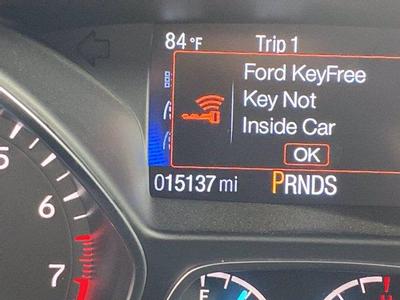 84°F Trip 1
Ford KeyFree
Key Not
Inside Car
OK
015137 mi PRNDS
5
6
7
E